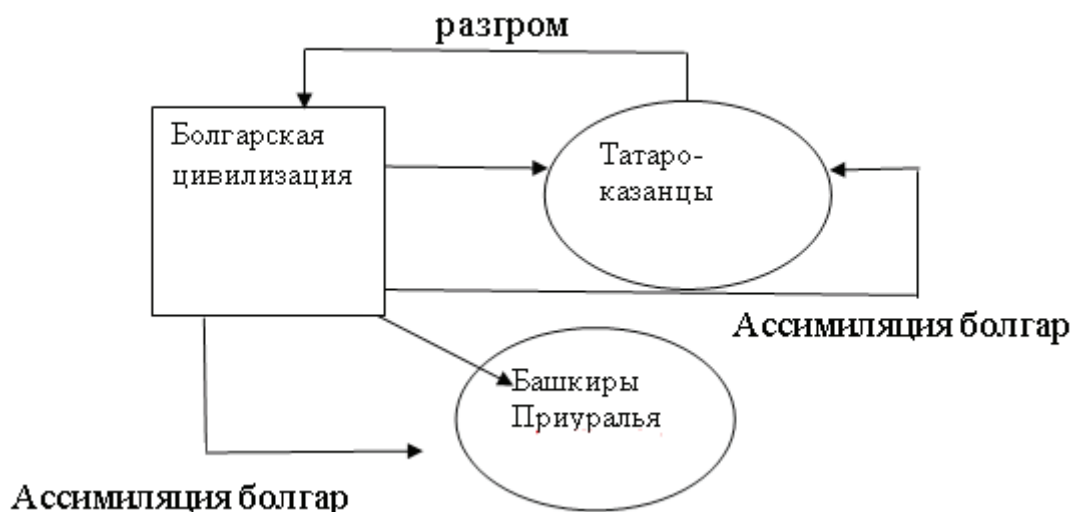 разгром
Болгарская
цивилизация
Татаро-
казанцы
Ассимиляция болгар
Башкиры
Приуралья
Ассимиляция болгар